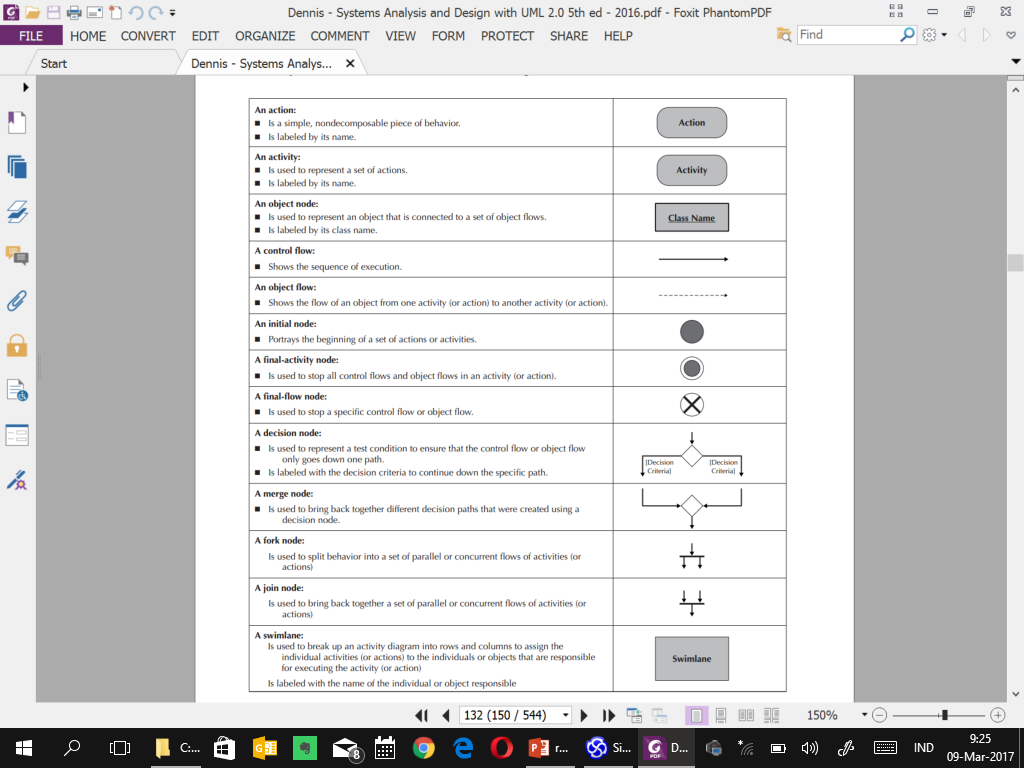 Dennis - Systems Analysis and Design with UML 2.0 5th ed - 2016.pdf - Foxit PhantomPDF
FILE HOME CONVERT EDIT ORGANIZE COMMENT VIEW FORM PROTECT SHARE HELP
Find
Start
Dennis - Systems Analys...
An action:
■ Is a simple, nondecomposable piece of behavior.
■ Is labeled by its name.
Action
An activity:
■ Is used to represent a set of actions.
■ Is labeled by its name.
Activity
An object node:
■ Is used to represent an object that is connected to a set of object flows.
■ Is labeled by its class name.
Class Name
A control flow:
■ Shows the sequence of execution.
An object flow:
■ Shows the flow of an object from one activity (or action) to another activity (or action).
An initial node:
■ Portrays the beginning of a set of actions or activities.
A final-activity node:
■ Is used to stop all control flows and object flows in an activity (or action).
A final-flow node:
■ Is used to stop a specific control flow or object flow.
A decision node:
■ Is used to represent a test condition to ensure that the control flow or object flow
only goes down one path.
■ Is labeled with the decision criteria to continue down the specific path.
[Decision
Criteria]
[Decision
Criteria]
A merge node:
■ Is used to bring back together different decision paths that were created using a
decision node.
A fork node:
Is used to split behavior into a set of parallel or concurrent flows of activities (or
actions)
A join node:
Is used to bring back together a set of parallel or concurrent flows of activities (or
actions)
A swimlane:
Is used to break up an activity diagram into rows and columns to assign the
individual activities (or actions) to the individuals or objects that are responsible
for executing the activity (or action)
Is labeled with the name of the individual or object responsible
Swimlane
132 (150 / 544)
150%
C:...
8
r...
Si...
D...
IND
9:25
09-Mar-2017